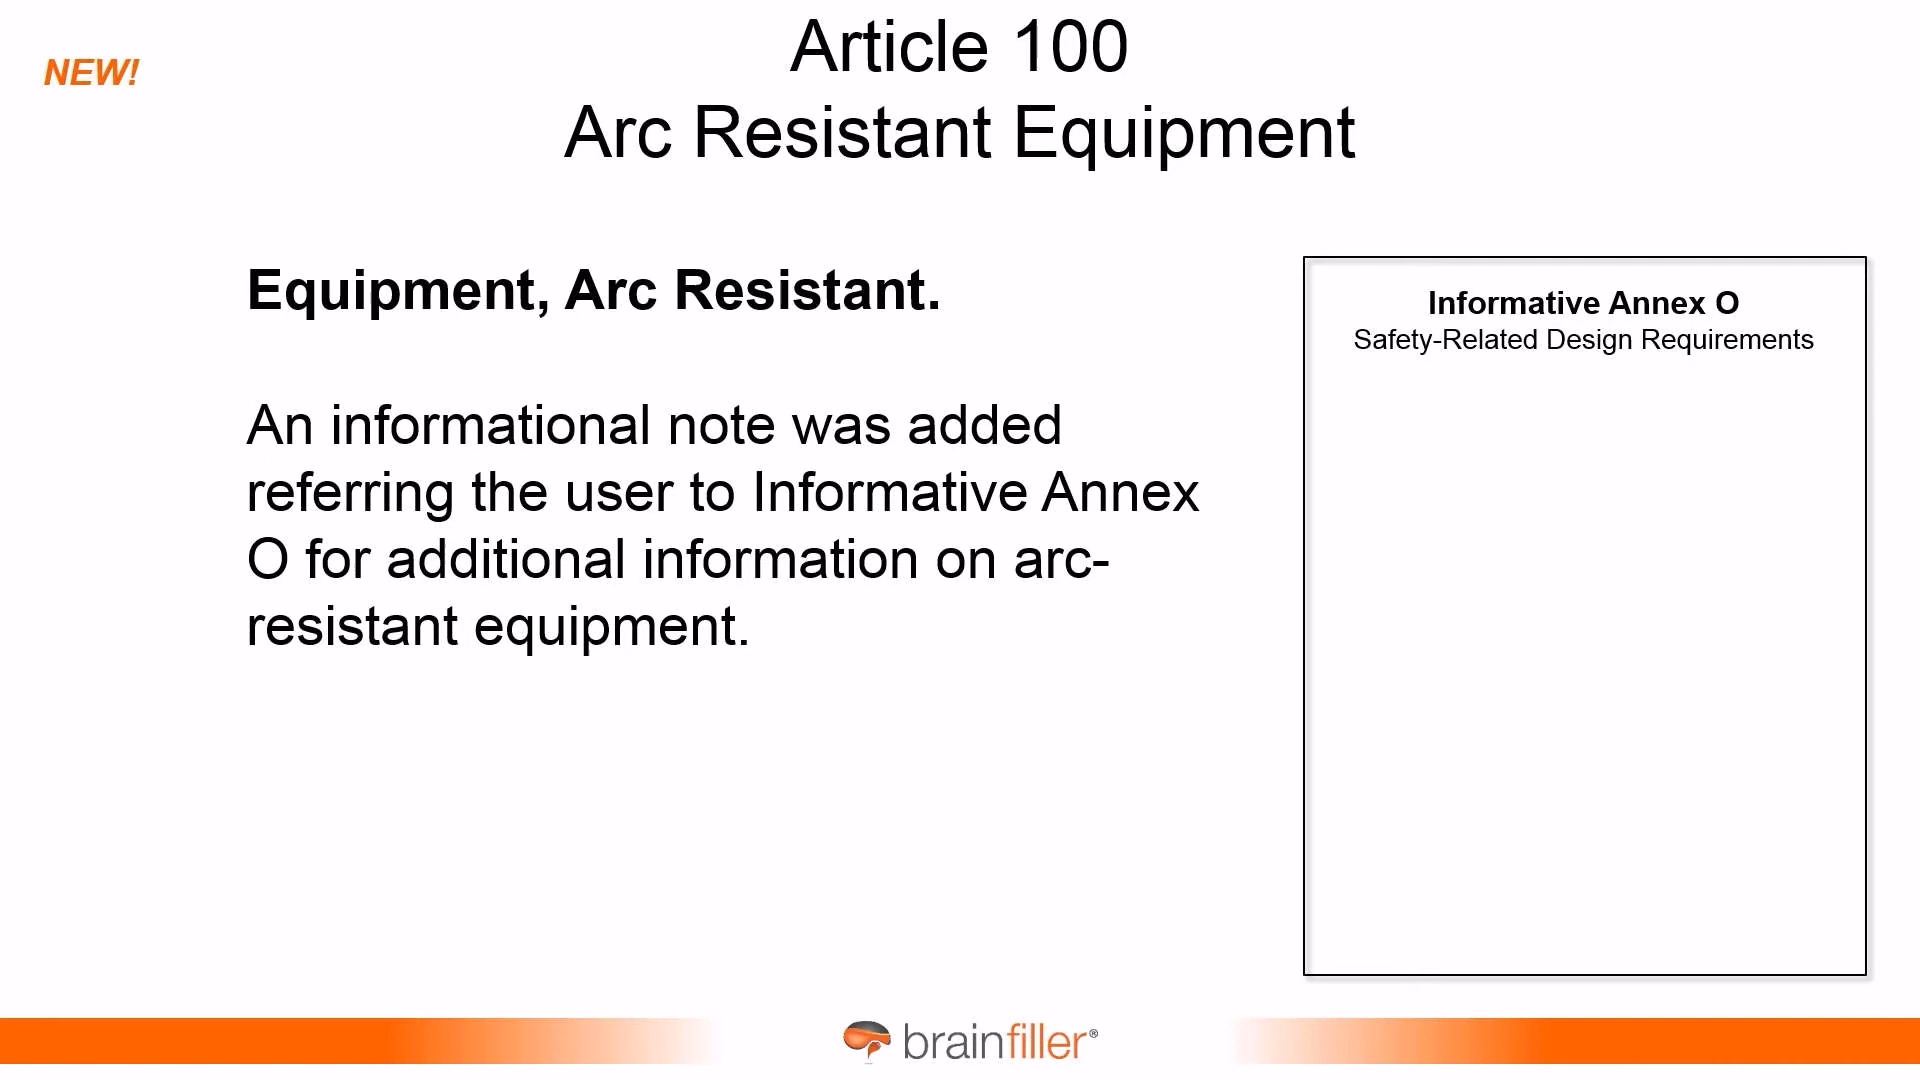 NEW!
Article 100
Arc Resistant Equipment
Equipment, Arc Resistant.
An informational note was added
referring the user to Informative Annex
O for additional information on arc-
resistant equipment.
Informative Annex O
Safety-Related Design Requirements
brainfiller®